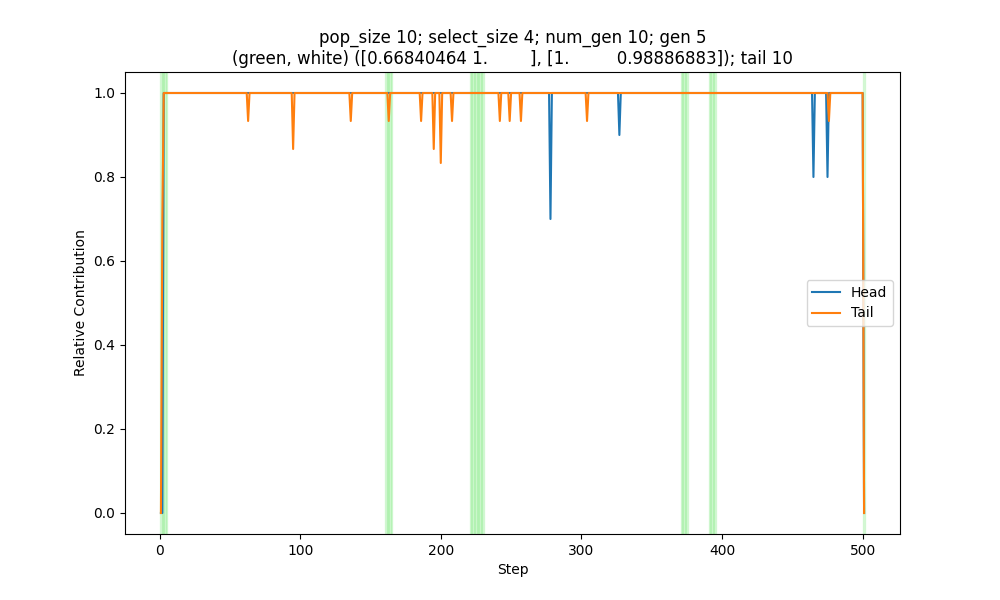 pop_size 10; select_size 4; num_gen 10; gen 5
(green, white) ([0.66840464 1.        ], [1.         0.98886883]); tail 10
1.0
0.8
0.6
0.4
0.2
0.0
Relative Contribution
Head
Tail
0 100 200 300 400 500
Step